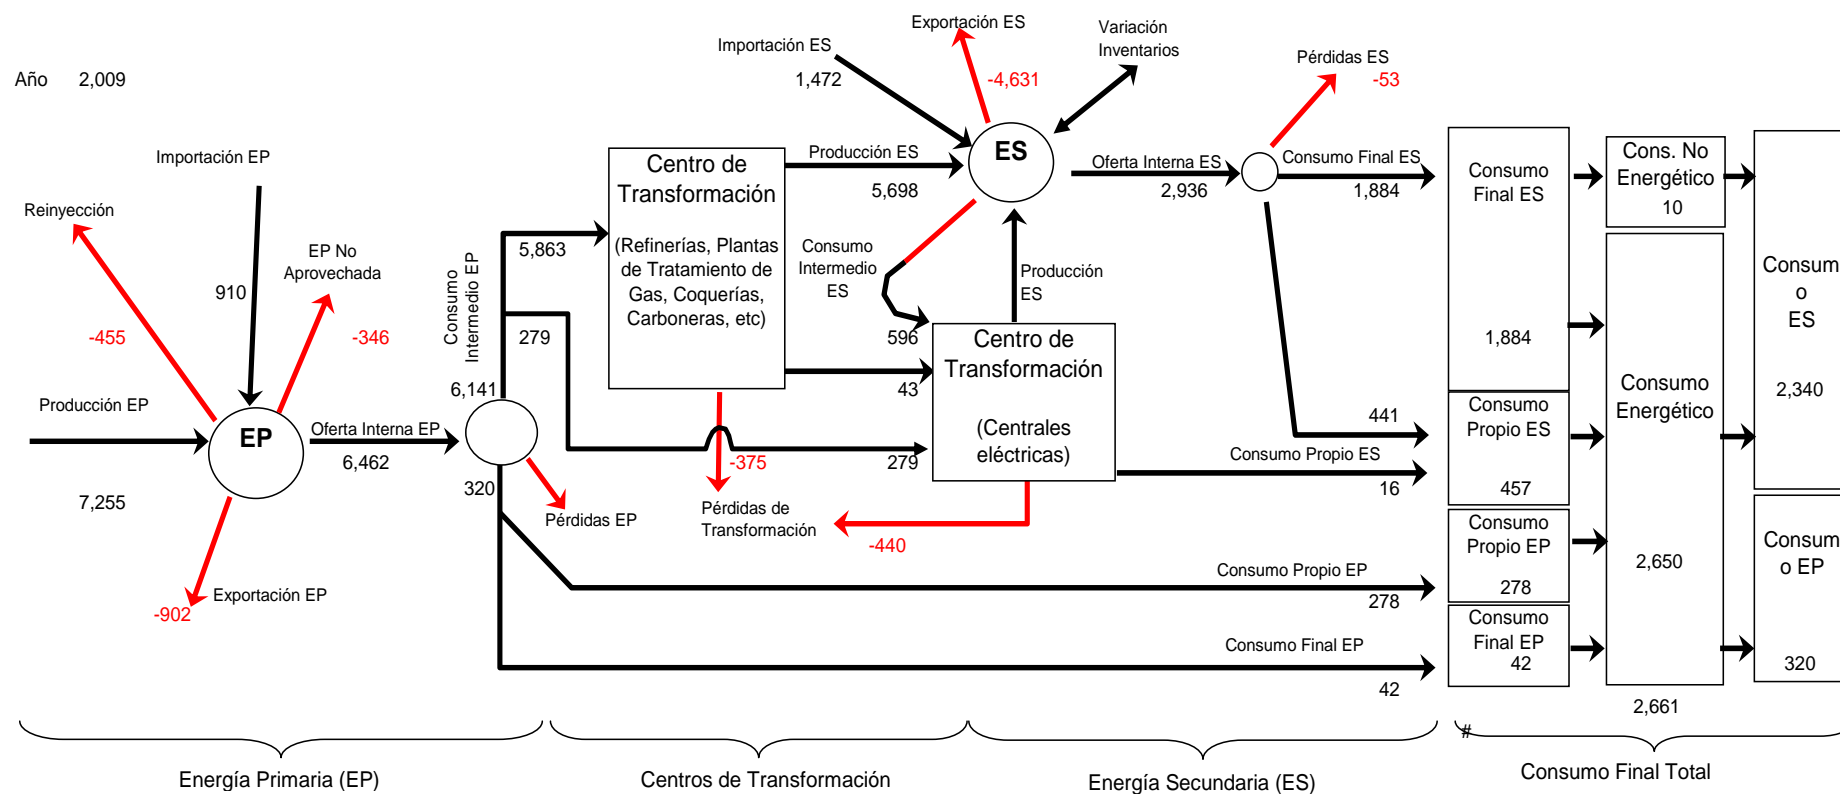 Año 2,009
Importación EP
910
Reinyección
-455
EP No
Aprovechada
-346
Producción EP
7,255
EP
Oferta Interna EP
6,462
-902
Exportación EP
Consumo
Intermedio EP
6,141
320
Pérdidas EP
5,863
279
Centro de
Transformación
(Refinerías, Plantas
de Tratamiento de
Gas, Coquerías,
Carboneras, etc)
-375
Pérdidas de
Transformación
-440
Importación ES
1,472
Exportación ES
-4,631
Variación
Inventarios
Producción ES
5,698
ES
Consumo
Intermedio
ES
596
Producción
ES
43
279
Centro de
Transformación
(Centrales
eléctricas)
Oferta Interna ES
2,936
Pérdidas ES
-53
Consumo Final ES
1,884
441
Consumo Propio ES
16
Consumo Propio EP
278
Consumo Final EP
42
Consumo
Final ES
1,884
Consumo
Propio ES
457
Consumo
Propio EP
278
Consumo
Final EP
42
Cons. No
Energético
10
Consumo
Energético
2,650
2,661
Consum
o
ES
2,340
Consum
o EP
320
#
Energía Primaria (EP)
Centros de Transformación
Energía Secundaria (ES)
Consumo Final Total